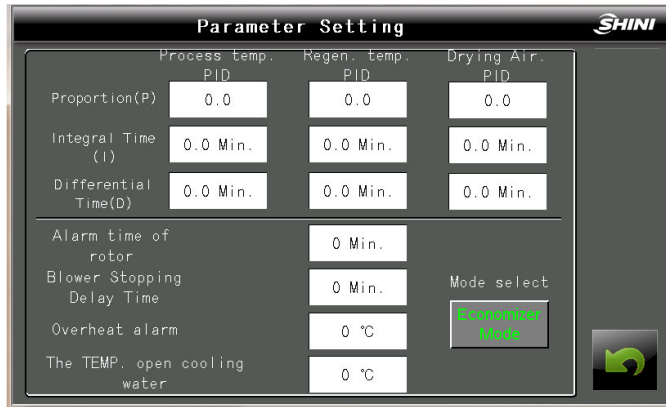 Parameter Setting
SHINI
Process temp. PID
Regen. temp. PID
Drying Air. PID
Proportion(P) 0.0 0.0 0.0
Integral Time (I) 0.0 Min. 0.0 Min. 0.0 Min.
Differential Time(D) 0.0 Min. 0.0 Min. 0.0 Min.
Alarm time of rotor 0 Min.
Blower Stopping Delay Time 0 Min.
Mode select
Economizer Mode
Overheat alarm 0 ℃
The TEMP. open cooling water 0 ℃